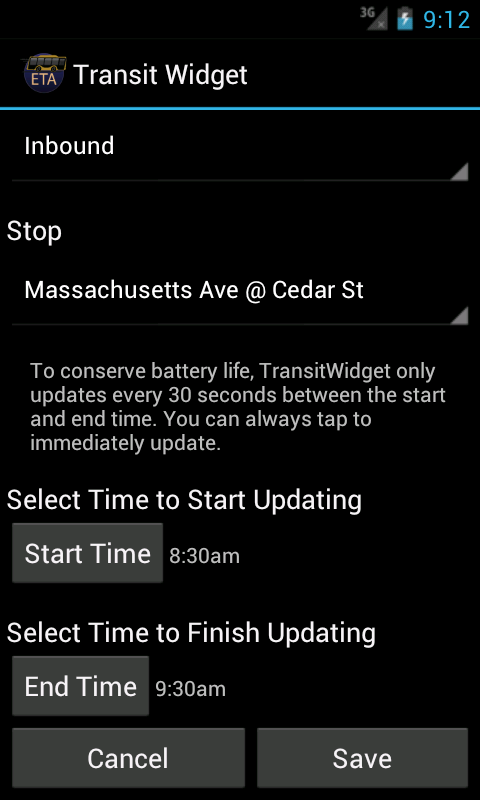 3G 9:12
ETA Transit Widget
Inbound
Stop
Massachusetts Ave @ Cedar St
To conserve battery life, TransitWidget only
updates every 30 seconds between the start
and end time. You can always tap to
immediately update.
Select Time to Start Updating
Start Time 8:30am
Select Time to Finish Updating
End Time 9:30am
Cancel Save